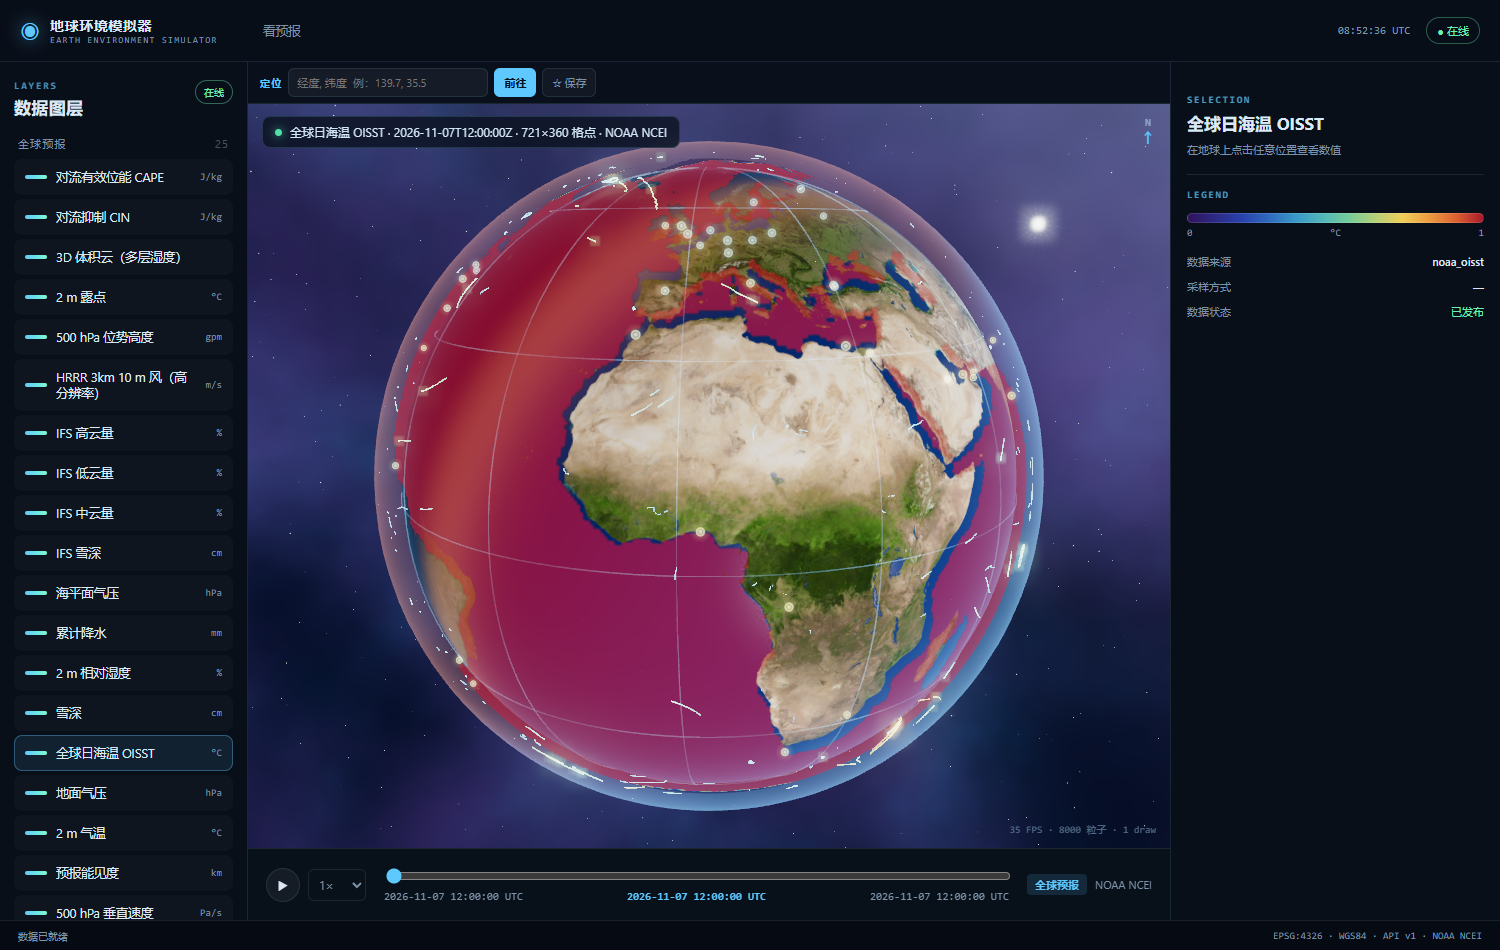 地球环境模拟器
EARTH ENVIRONMENT SIMULATOR
看预报
08:52:36 UTC
在线
LAYERS
数据图层
在线
全球预报 25
对流有效位能 CAPE J/kg
对流抑制 CIN J/kg
3D 体积云（多层湿度）
2 m 露点 °C
500 hPa 位势高度 gpm
HRRR 3km 10 m 风（高
分辨率） m/s
IFS 高云量 %
IFS 低云量 %
IFS 中云量 %
IFS 雪深 cm
海平面气压 hPa
累计降水 mm
2 m 相对湿度 %
雪深 cm
全球日海温 OISST °C
地面气压 hPa
2 m 气温 °C
预报能见度 km
500 hPa 垂直速度 Pa/s
定位 经度, 纬度 例：139.7, 35.5 前往 ☆ 保存
全球日海温 OISST · 2026-11-07T12:00:00Z · 721×360 格点 · NOAA NCEI
N
35 FPS · 8000 粒子 · 1 draw
1×
2026-11-07 12:00:00 UTC 2026-11-07 12:00:00 UTC 2026-11-07 12:00:00 UTC
全球预报 NOAA NCEI
SELECTION
全球日海温 OISST
在地球上点击任意位置查看数值
LEGEND
0 °C 1
数据来源 noaa_oisst
采样方式 —
数据状态 已发布
数据已就绪
EPSG:4326 · WGS84 · API v1 · NOAA NCEI